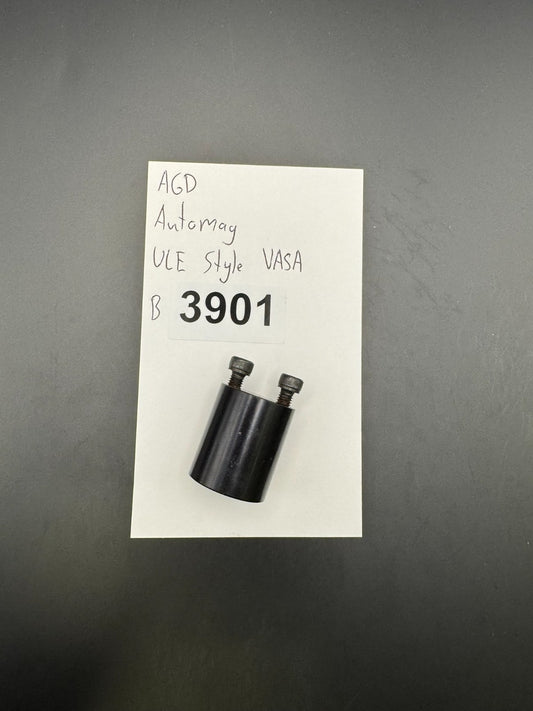 AGD
Automag
ULE Style VASA
B 3901